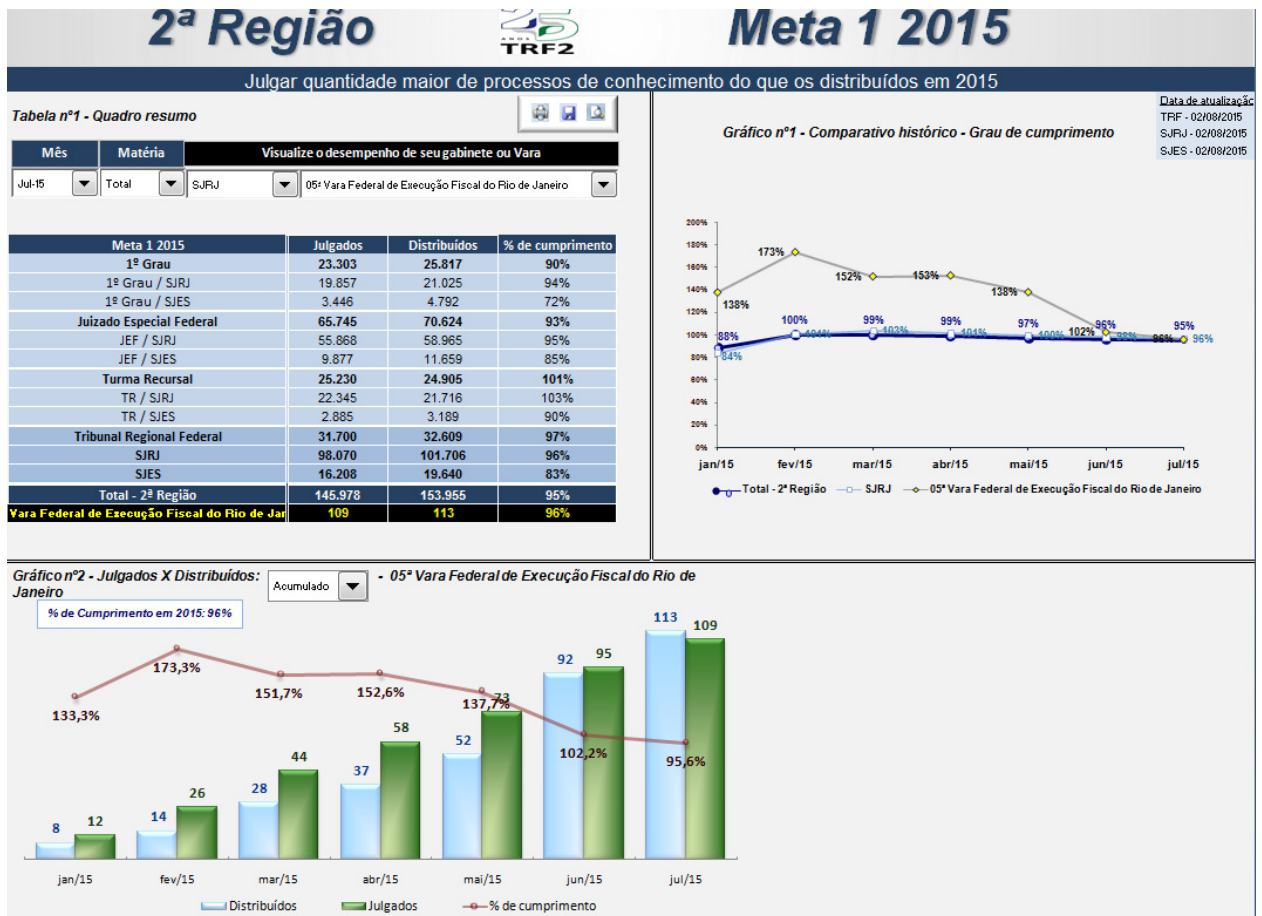 2ª Região
25
ANOS
TRF2
Meta 1 2015
Julgar quantidade maior de processos de conhecimento do que os distribuídos em 2015
Tabela nº1 - Quadro resumo
Mês Matéria Visualize o desempenho de seu gabinete ou Vara
Jul-15 Total SJRJ 05ª Vara Federal de Execução Fiscal do Rio de Janeiro
Meta 1 2015 Julgados Distribuídos % de cumprimento
1º Grau 23.303 25.817 90%
1º Grau / SJRJ 19.857 21.025 94%
1º Grau / SJES 3.446 4.792 72%
Juizado Especial Federal 65.745 70.624 93%
JEF / SJRJ 55.868 58.965 95%
JEF / SJES 9.877 11.659 85%
Turma Recursal 25.230 24.905 101%
TR / SJRJ 22.345 21.716 103%
TR / SJES 2.885 3.189 90%
Tribunal Regional Federal 31.700 32.609 97%
SJRJ 98.070 101.706 96%
SJES 16.208 19.640 83%
Total - 2ª Região 145.978 153.955 95%
Vara Federal de Execução Fiscal do Rio de Jar 109 113 96%
Gráfico nº1 - Comparativo histórico - Grau de cumprimento
Data de atualizaçãc
TRF - 02/08/2015
SJRJ - 02/08/2015
SJES - 02/08/2015
200%
180%
160%
140%
120%
100%
80%
60%
40%
20%
0%
138% 173% 152% 153% 138% 102% 96%
88% 100% 99% 99% 97% 96% 95%
84% 101% 103% 101% 100% 98% 96%
jan/15 fev/15 mar/15 abr/15 mai/15 jun/15 jul/15
Total - 2ª Região SJRJ 05ª Vara Federal de Execução Fiscal do Rio de Janeiro
Gráfico nº2 - Julgados X Distribuídos: Acumulado - 05ª Vara Federal de Execução Fiscal do Rio de
Janeiro
% de Cumprimento em 2015: 96%
133,3% 173,3% 151,7% 152,6% 137,7% 102,2% 95,6%
8 12 14 26 28 44 37 58 52 73 92 95 113 109
jan/15 fev/15 mar/15 abr/15 mai/15 jun/15 jul/15
Distribuídos Julgados % de cumprimento